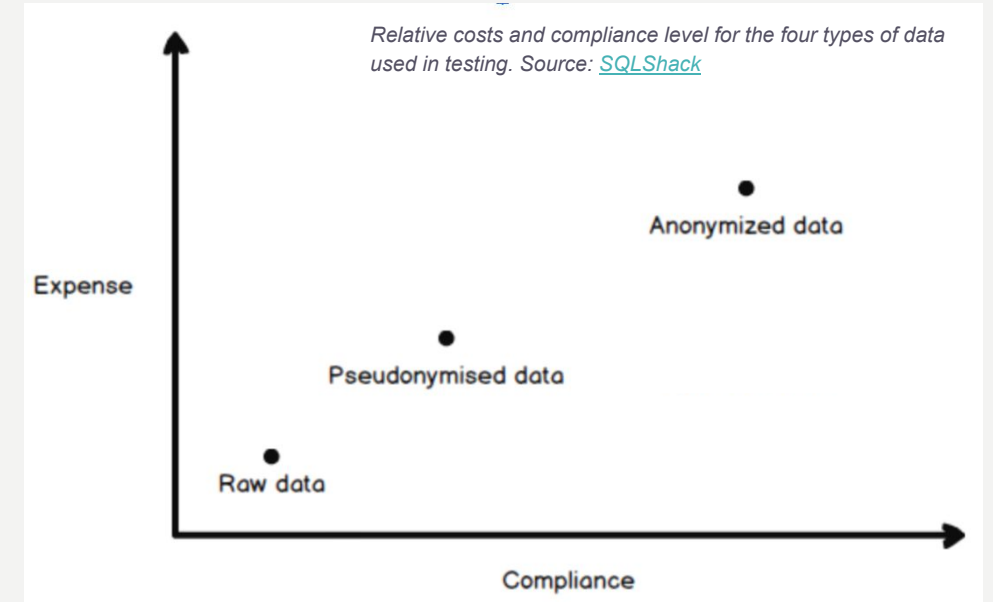 Relative costs and compliance level for the four types of data
used in testing. Source: SQLShack
Anonymized data
Expense
Pseudonymised data
Raw data
Compliance